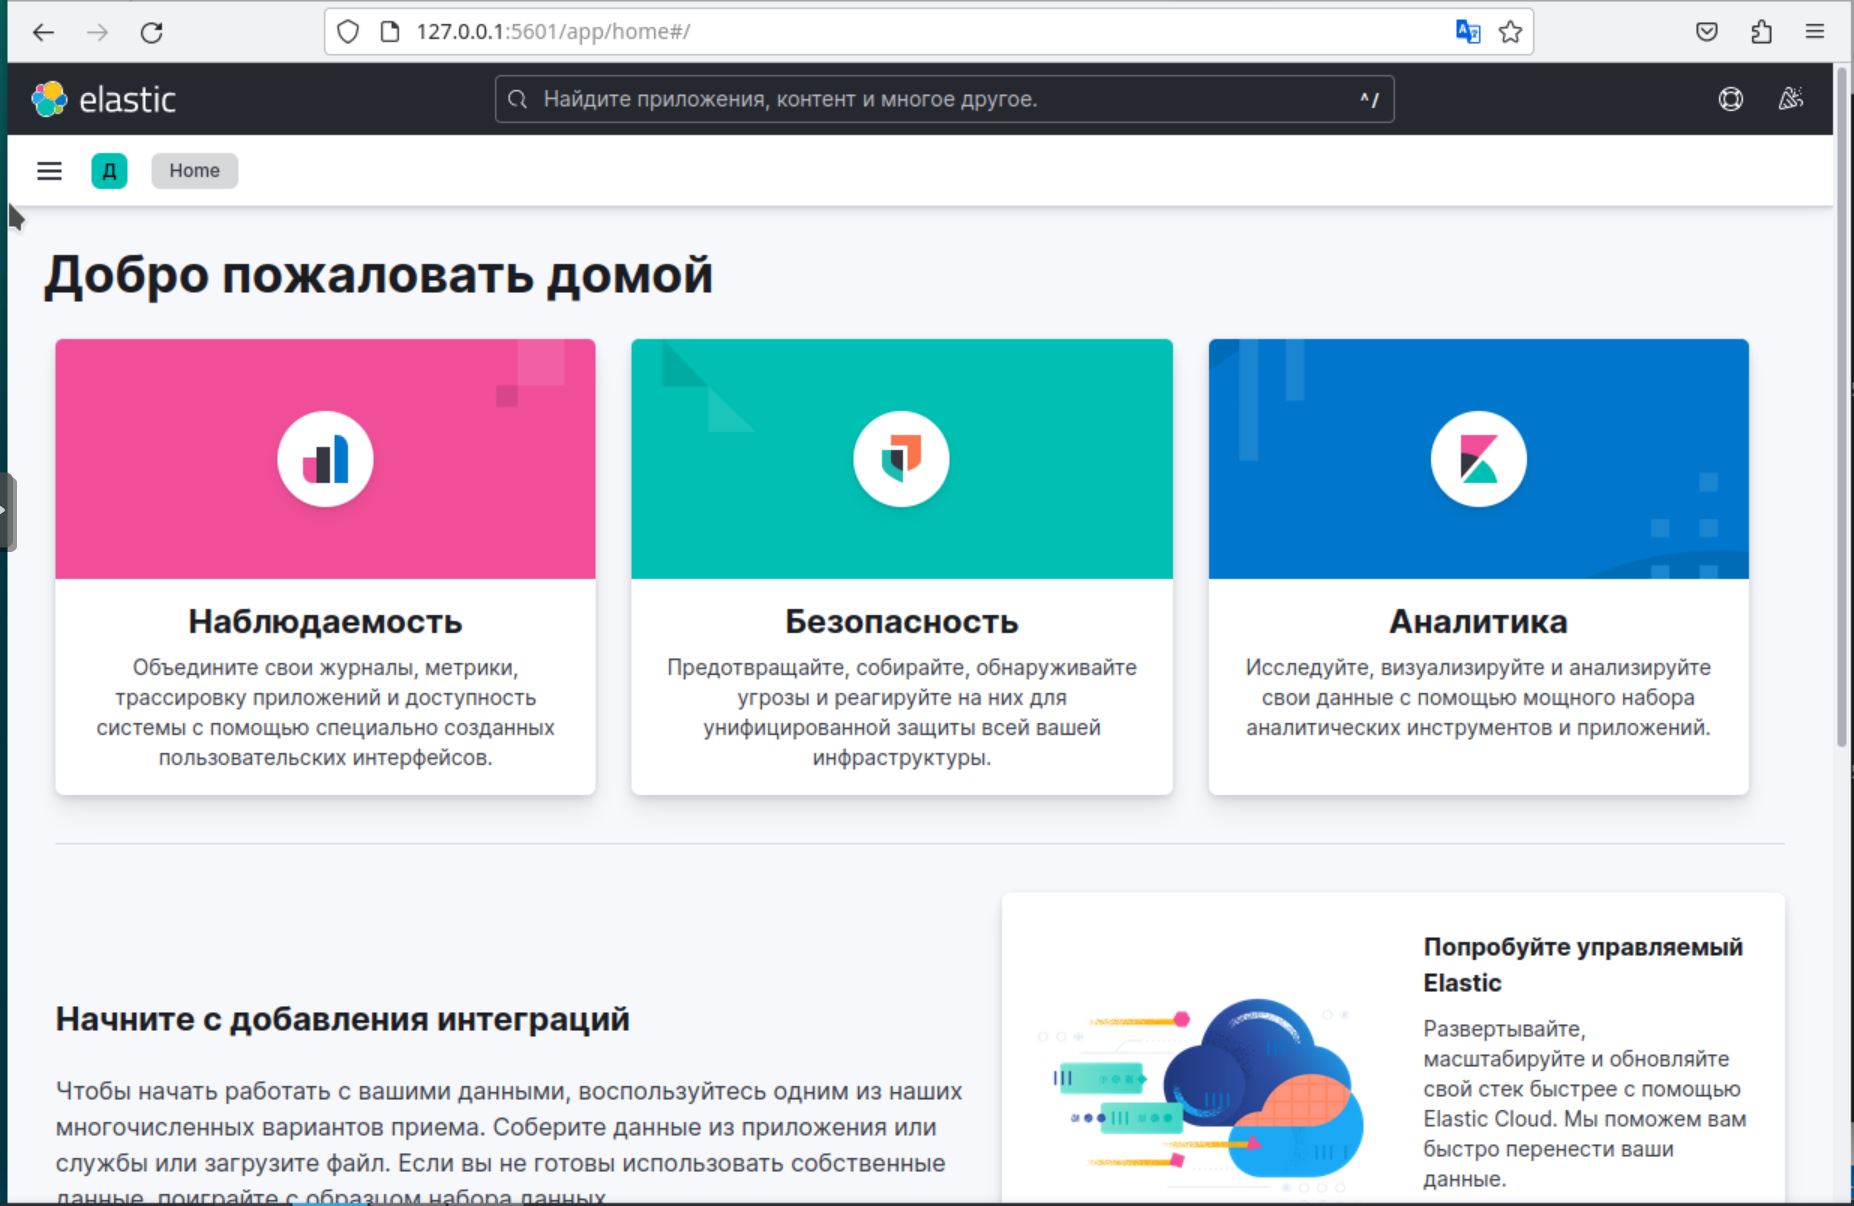 127.0.0.1:5601/app/home#/
elastic
Найдите приложения, контент и многое другое.
^/
Д
Home
Добро пожаловать домой
Наблюдаемость
Объедините свои журналы, метрики,
трассировку приложений и доступность
системы с помощью специально созданных
пользовательских интерфейсов.
Безопасность
Предотвращайте, собирайте, обнаруживайте
угрозы и реагируйте на них для
унифицированной защиты всей вашей
инфраструктуры.
Аналитика
Исследуйте, визуализируйте и анализируйте
свои данные с помощью мощного набора
аналитических инструментов и приложений.
Начните с добавления интеграций
Чтобы начать работать с вашими данными, воспользуйтесь одним из наших
многочисленных вариантов приема. Соберите данные из приложения или
службы или загрузите файл. Если вы не готовы использовать собственные
данные, поиграйте с образцом набора данных.
Попробуйте управляемый
Elastic
Развертывайте,
масштабируйте и обновляйте
свой стек быстрее с помощью
Elastic Cloud. Мы поможем вам
быстро перенести ваши
данные.